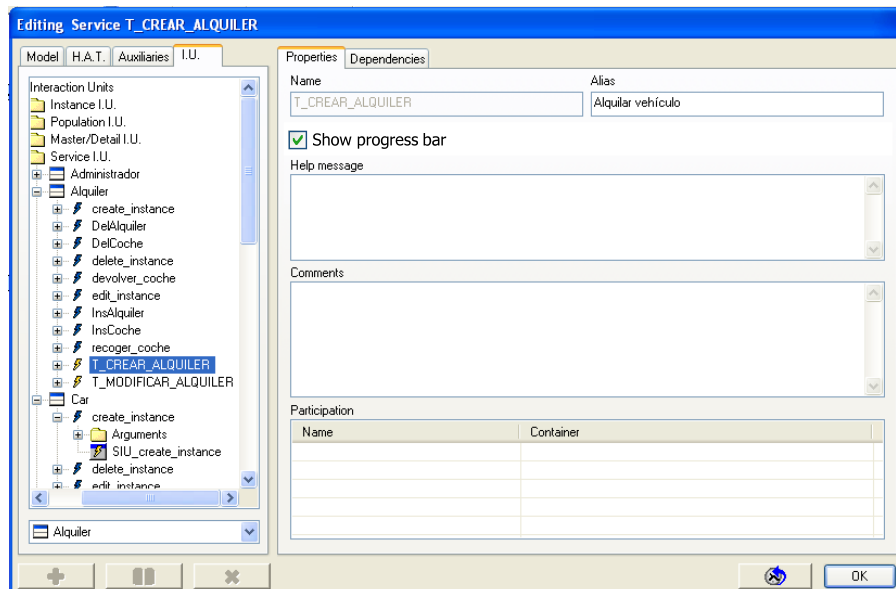 Editing Service T_CREAR_ALQUILER
Model H.A.T. Auxiliaries I.U.
Interaction Units
Instance I.U.
Population I.U.
Master/Detail I.U.
Service I.U.
Administrador
Alquiler
create_instance
DelAlquiler
DelCoche
delete_instance
devolver_coche
edit_instance
InsAlquiler
InsCoche
recoger_coche
T_CREAR_ALQUILER
T_MODIFICAR_ALQUILER
Car
create_instance
Arguments
SIU_create_instance
delete_instance
edit_instance
Alquiler
Properties Dependencies
Name Alias
T_CREAR_ALQUILER Alquilar vehículo
Show progress bar
Help message
Comments
Participation
Name Container
OK